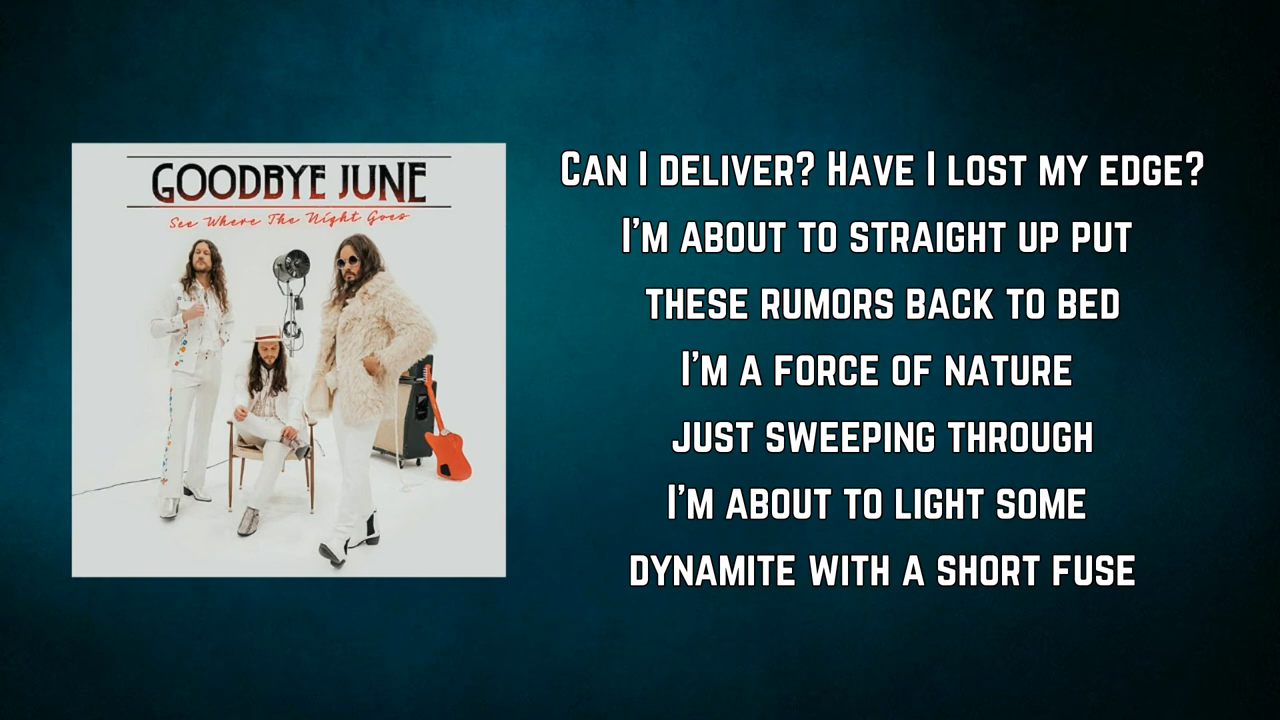 GOODBYE JUNE
See Where The Night Goes
Can I deliver? Have I lost my edge?
I'm about to straight up put
these rumors back to bed
I'm a force of nature
just sweeping through
I'm about to light some
dynamite with a short fuse